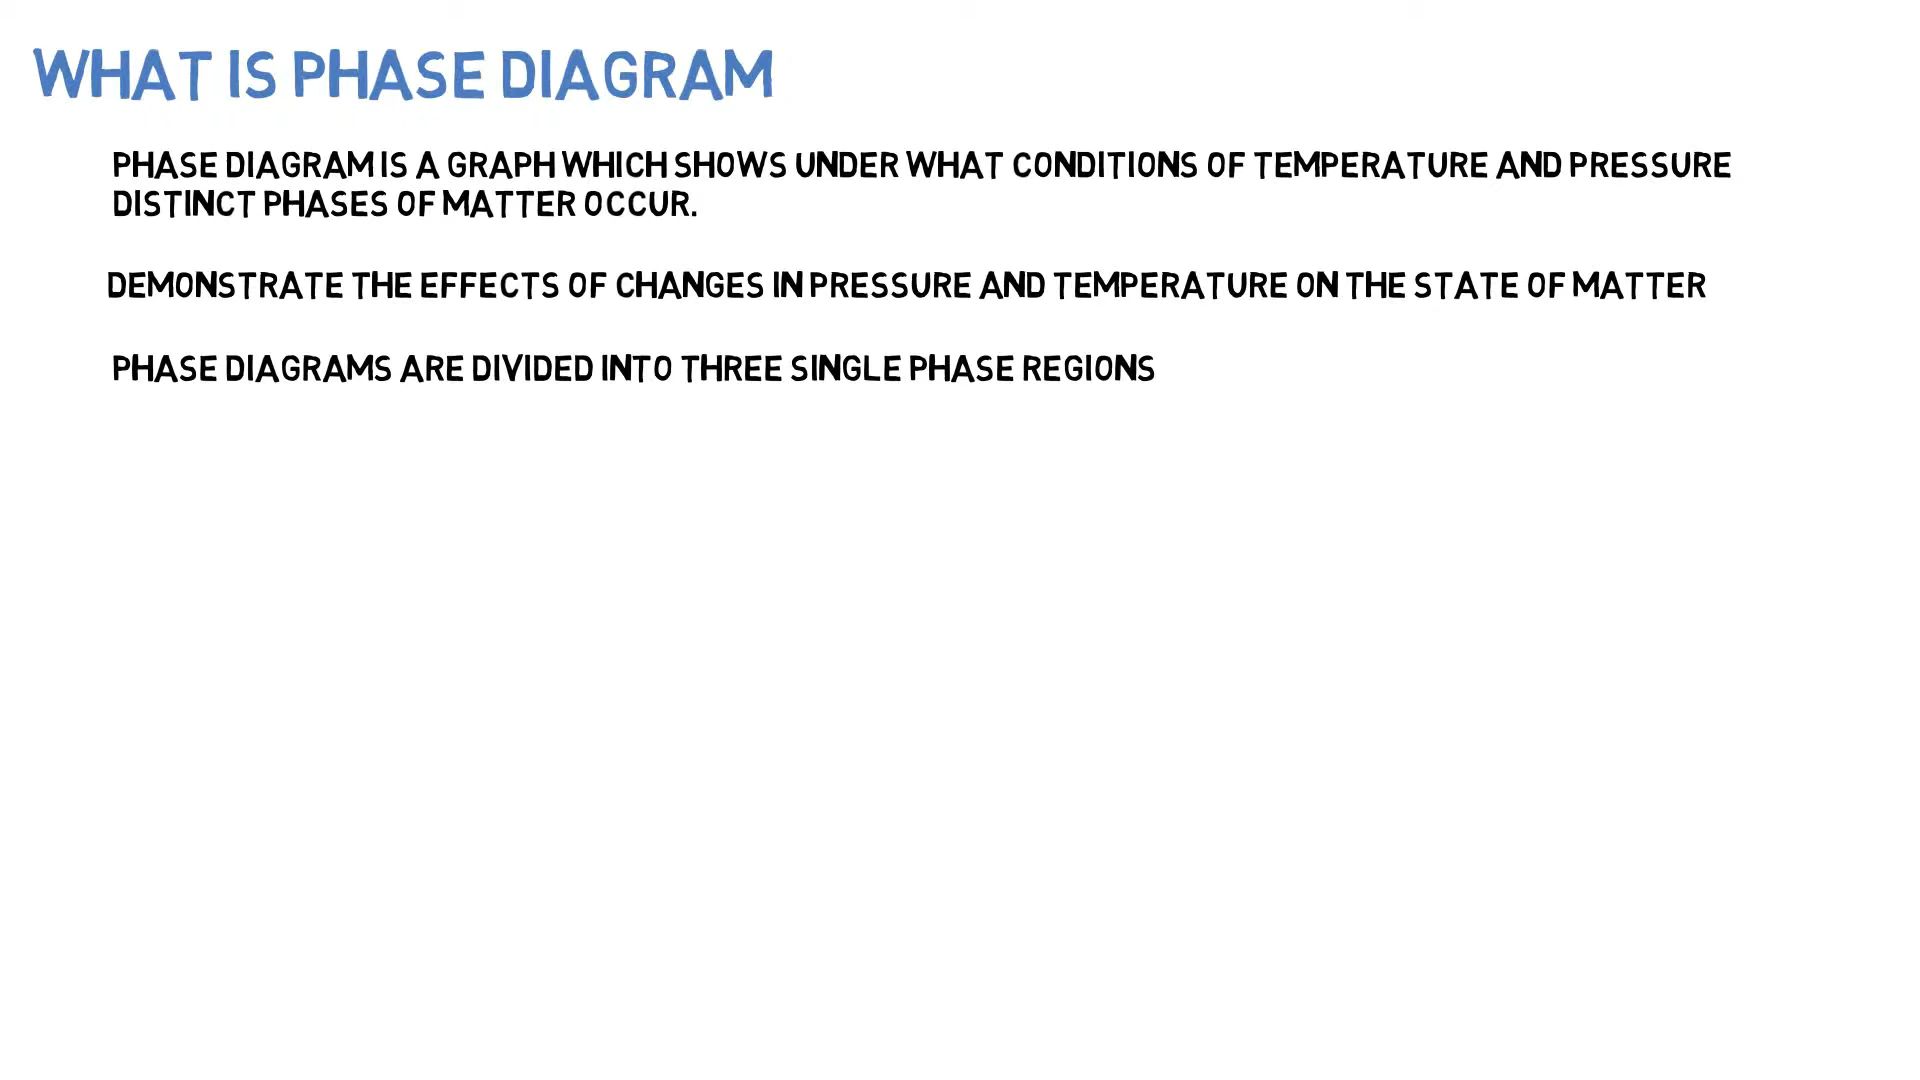 WHAT IS PHASE DIAGRAM
PHASE DIAGRAM IS A GRAPH WHICH SHOWS UNDER WHAT CONDITIONS OF TEMPERATURE AND PRESSURE
DISTINCT PHASES OF MATTER OCCUR.
DEMONSTRATE THE EFFECTS OF CHANGES IN PRESSURE AND TEMPERATURE ON THE STATE OF MATTER
PHASE DIAGRAMS ARE DIVIDED INTO THREE SINGLE PHASE REGIONS